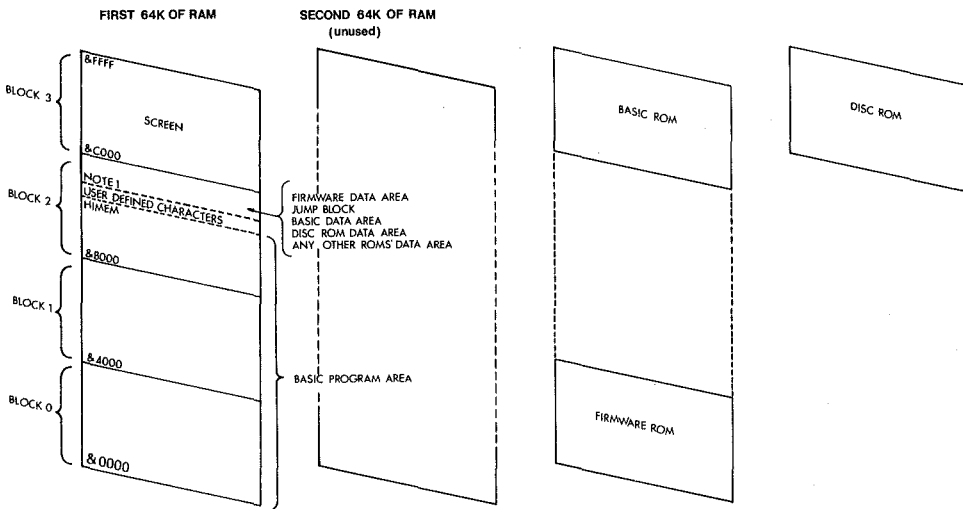 FIRST 64K OF RAM
SECOND 64K OF RAM
(unused)
BLOCK 3
&FFFF
SCREEN
&C000
BLOCK 2
NOTE 1
USER DEFINED CHARACTERS
HIMEM
&8000
FIRMWARE DATA AREA
JUMP BLOCK
BASIC DATA AREA
DISC ROM DATA AREA
ANY OTHER ROMS' DATA AREA
BLOCK 1
&4000
BASIC PROGRAM AREA
BLOCK 0
&0000
BASIC ROM
FIRMWARE ROM
DISC ROM